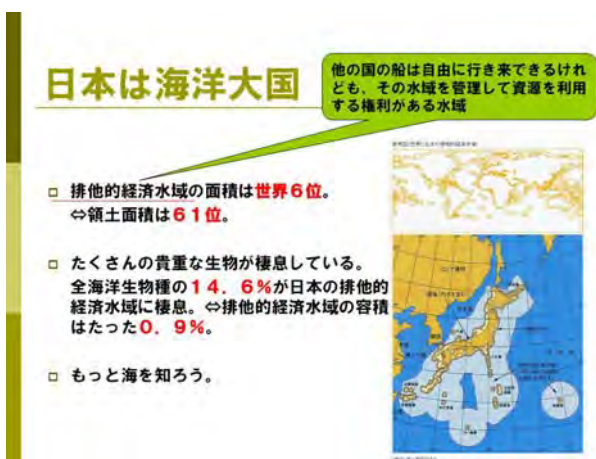 日本は海洋大国
他の国の船は自由に行き来できるけれ
ども，その水域を管理して資源を利用
する権利がある水域
排他的経済水域の面積は世界６位。
⇔領土面積は６１位。
たくさんの貴重な生物が棲息している。
全海洋生物種の１４．６％が日本の排他的
経済水域に棲息。⇔排他的経済水域の容積
はたった０．９％。
もっと海を知ろう。